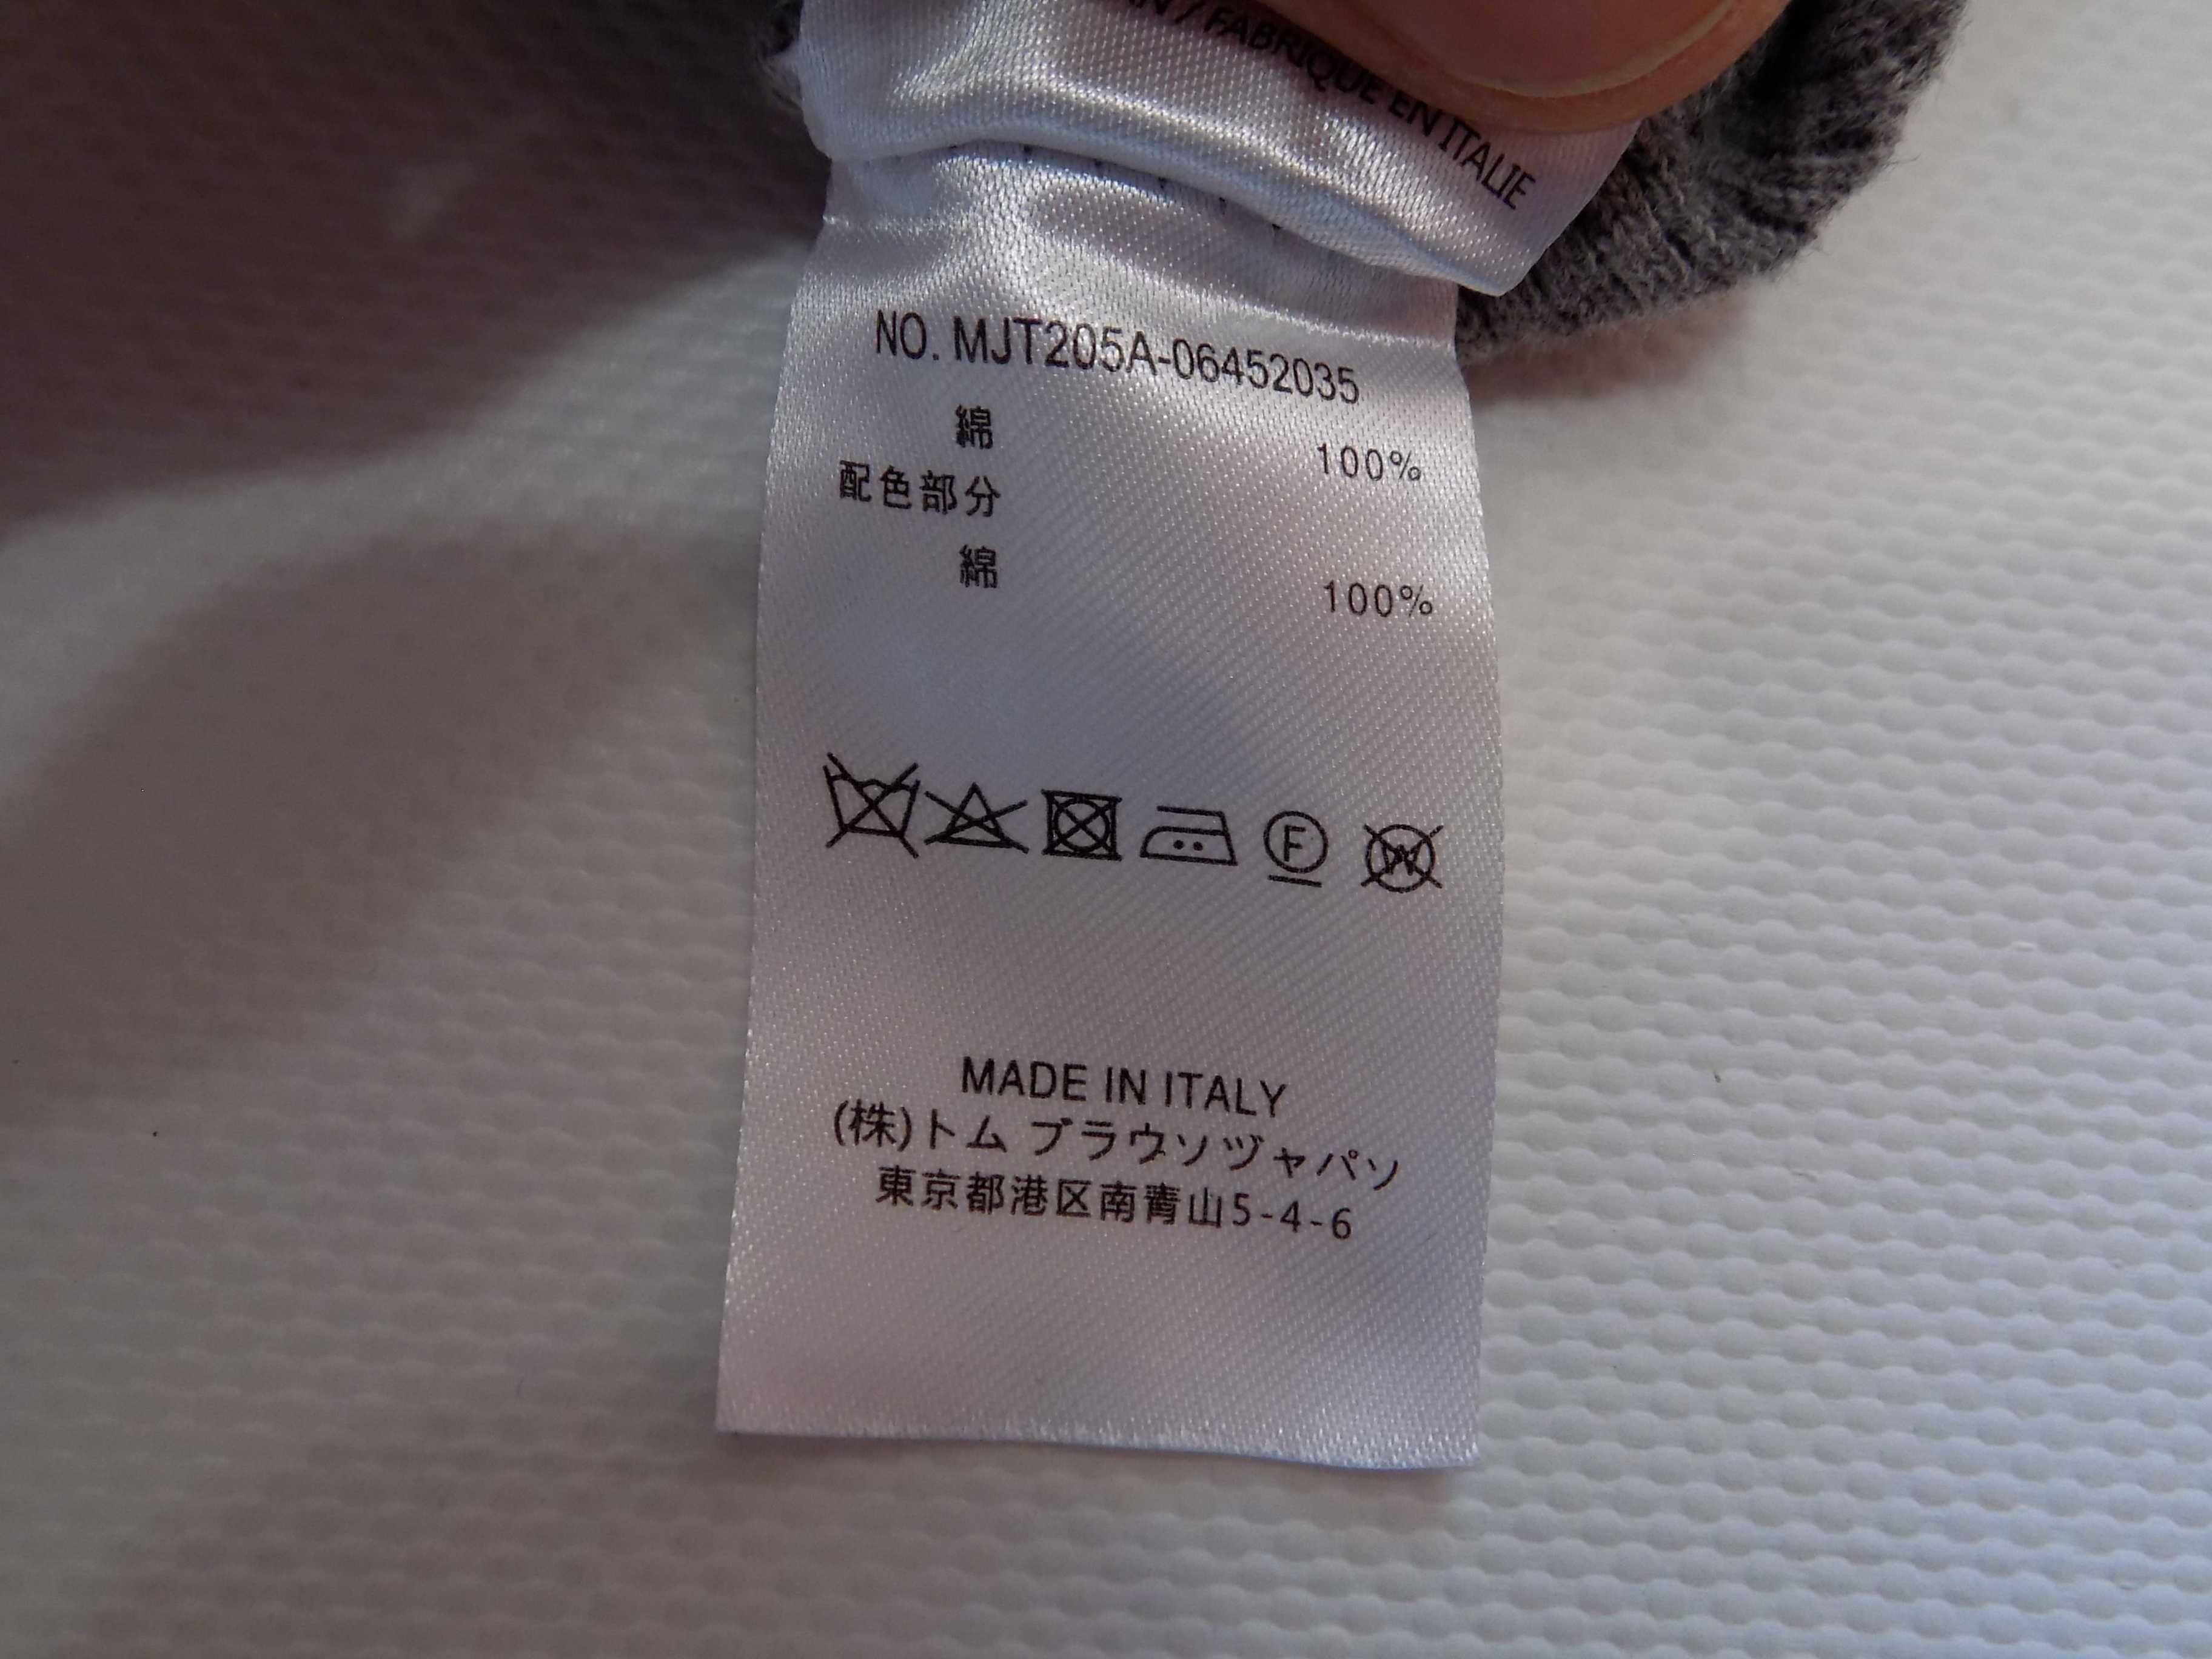 / FABRIQUE EN ITALIE
NO. MJT205A-06452035
綿 100%
配色部分
綿 100%
F
W
MADE IN ITALY
(株)トム ブラウソヅャパソ
東京都港区南青山5-4-6